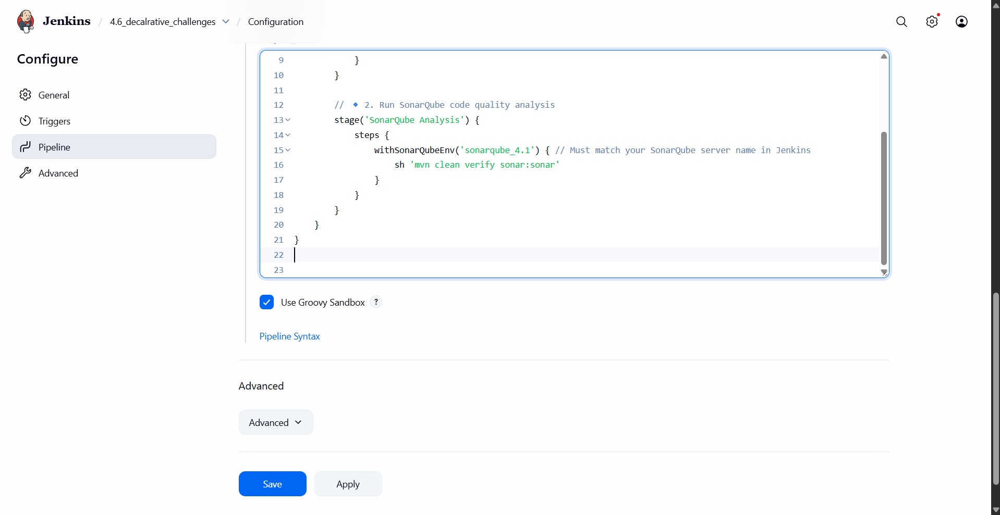 Jenkins / 4.6_decalrative_challenges / Configuration
Configure
General
Triggers
Pipeline
Advanced
9 }
10 }
11
12 // 🔹 2. Run SonarQube code quality analysis
13 stage('SonarQube Analysis') {
14 steps {
15 withSonarQubeEnv('sonarqube_4.1') { // Must match your SonarQube server name in Jenkins
16 sh 'mvn clean verify sonar:sonar'
17 }
18 }
19 }
20 }
21 }
22
23
Use Groovy Sandbox ?
Pipeline Syntax
Advanced
Advanced
Save Apply